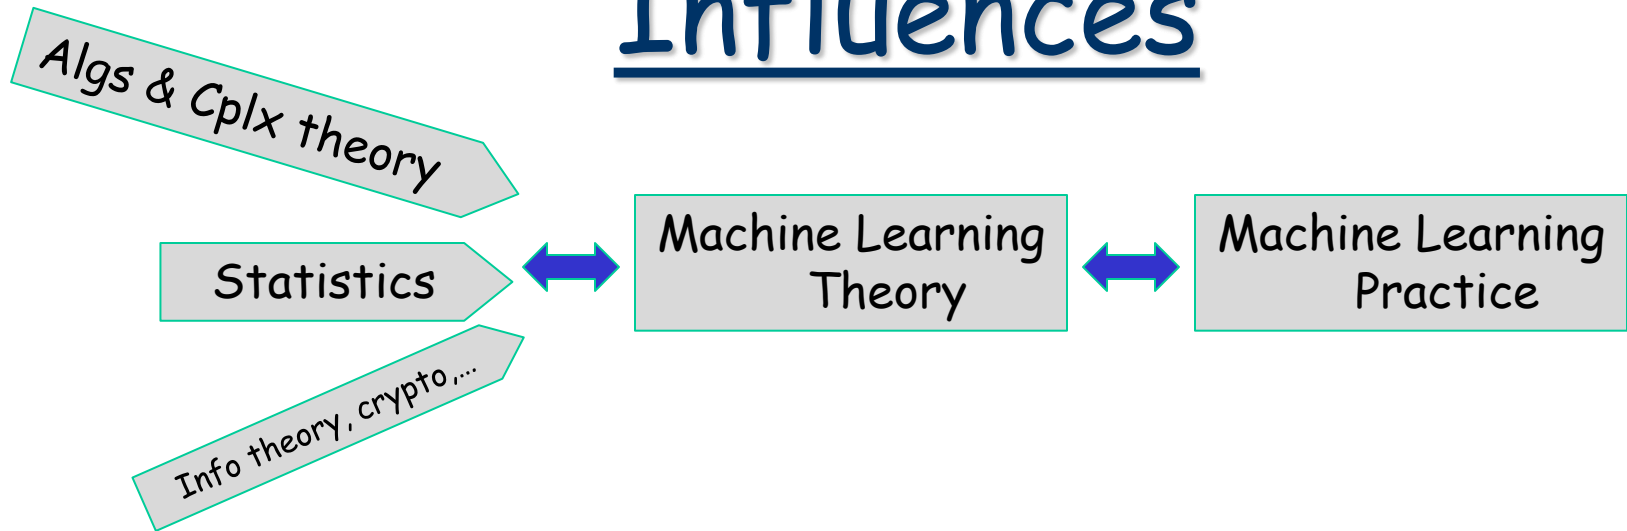 Influences
Algs & Cplx theory
Statistics
Info theory, crypto,...
Machine Learning
Theory
Machine Learning
Practice